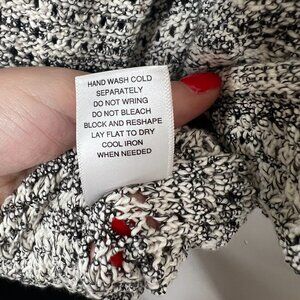 HAND WASH COLD
SEPARATELY
DO NOT WRING
DO NOT BLEACH
BLOCK AND RESHAPE
LAY FLAT TO DRY
COOL IRON
WHEN NEEDED